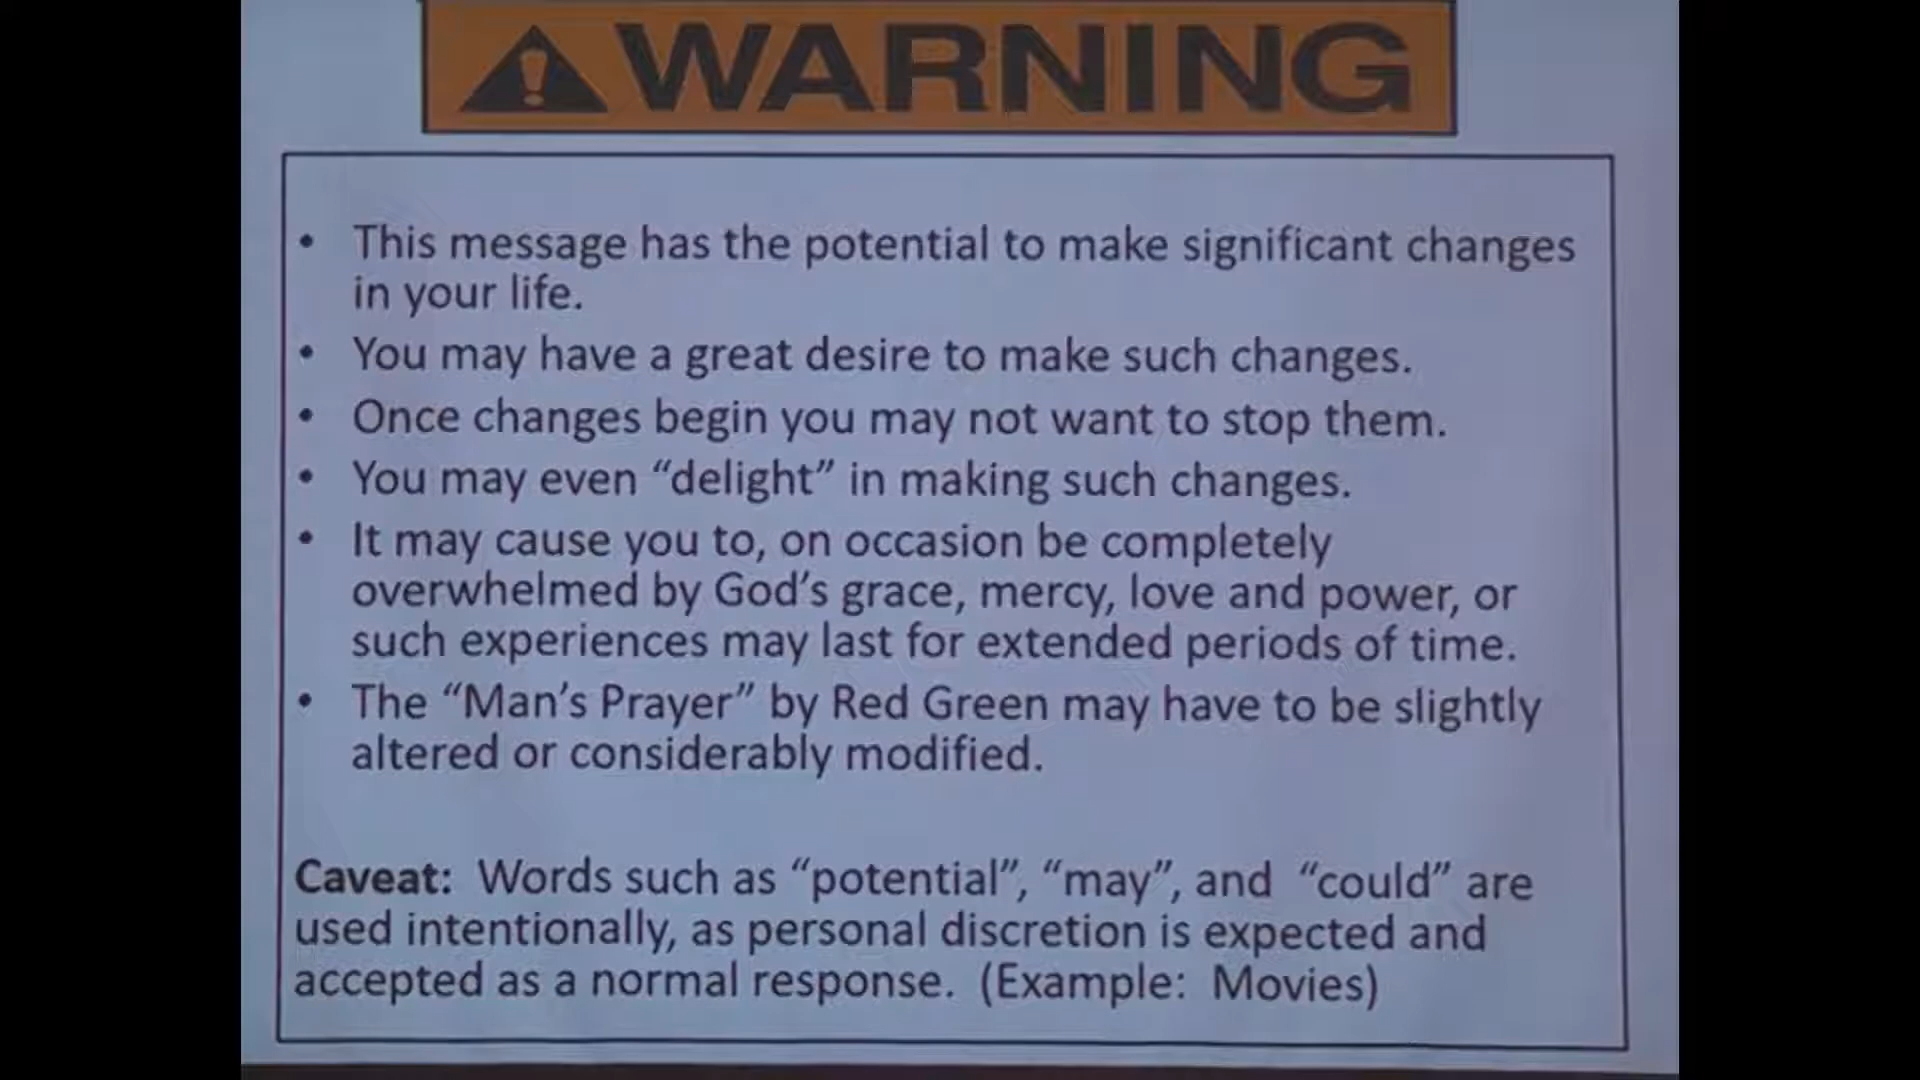 WARNING
• This message has the potential to make significant changes
in your life.
• You may have a great desire to make such changes.
• Once changes begin you may not want to stop them.
• You may even “delight” in making such changes.
• It may cause you to, on occasion be completely
overwhelmed by God’s grace, mercy, love and power, or
such experiences may last for extended periods of time.
• The “Man’s Prayer” by Red Green may have to be slightly
altered or considerably modified.
Caveat:  Words such as “potential”, “may”, and  “could” are
used intentionally, as personal discretion is expected and
accepted as a normal response.  (Example:  Movies)